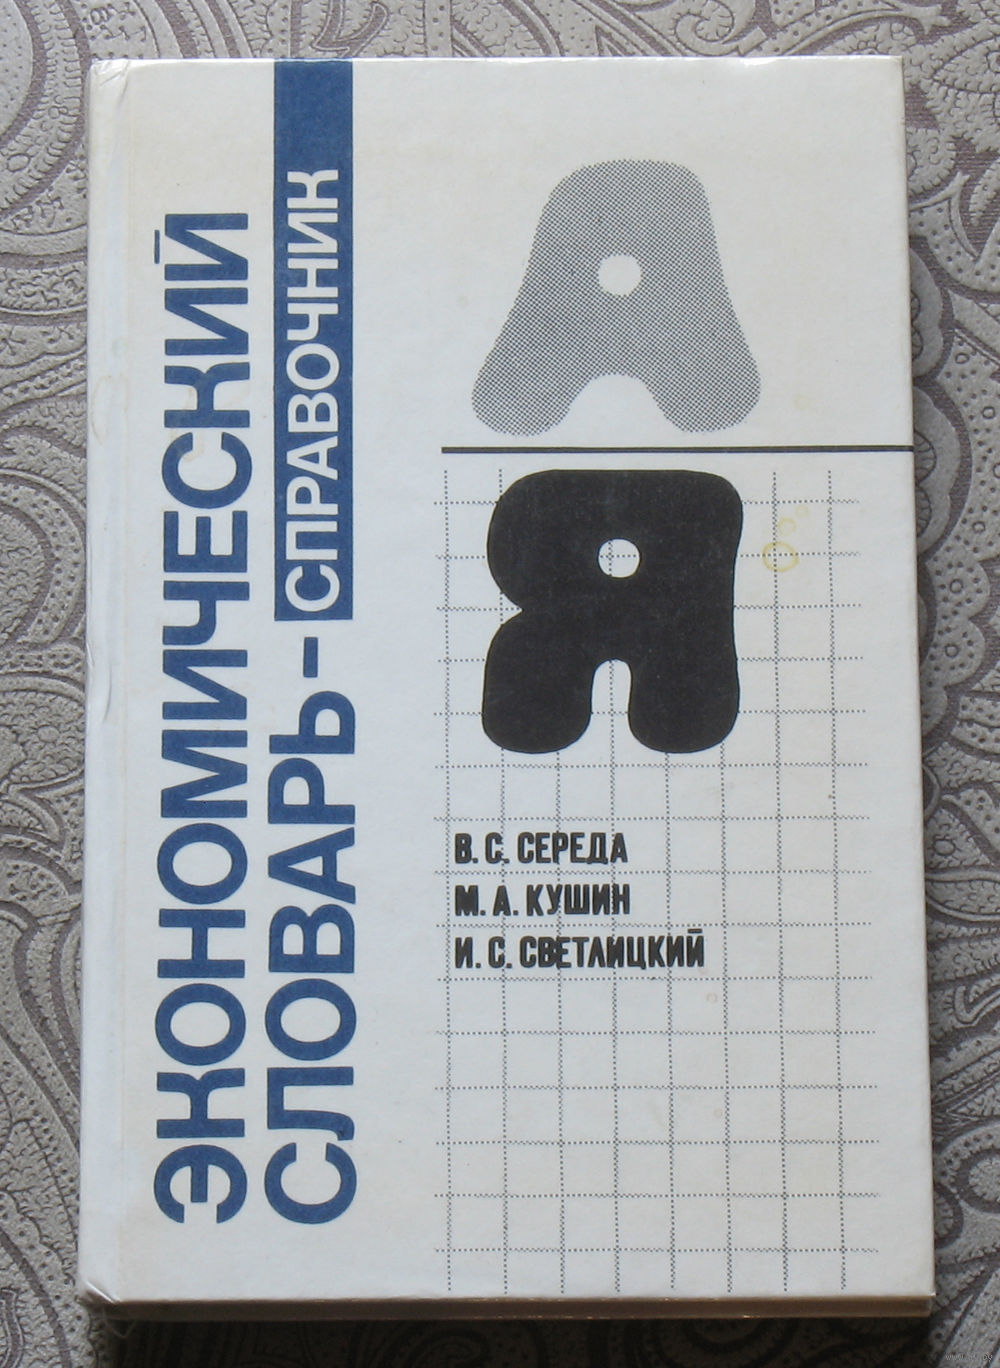 ЭКОНОМИЧЕСКИЙ
СЛОВАРЬ-СПРАВОЧНИК
А
Я
В. С. СЕРЕДА
М. А. КУШИН
И. С. СВЕТЛИЦКИЙ